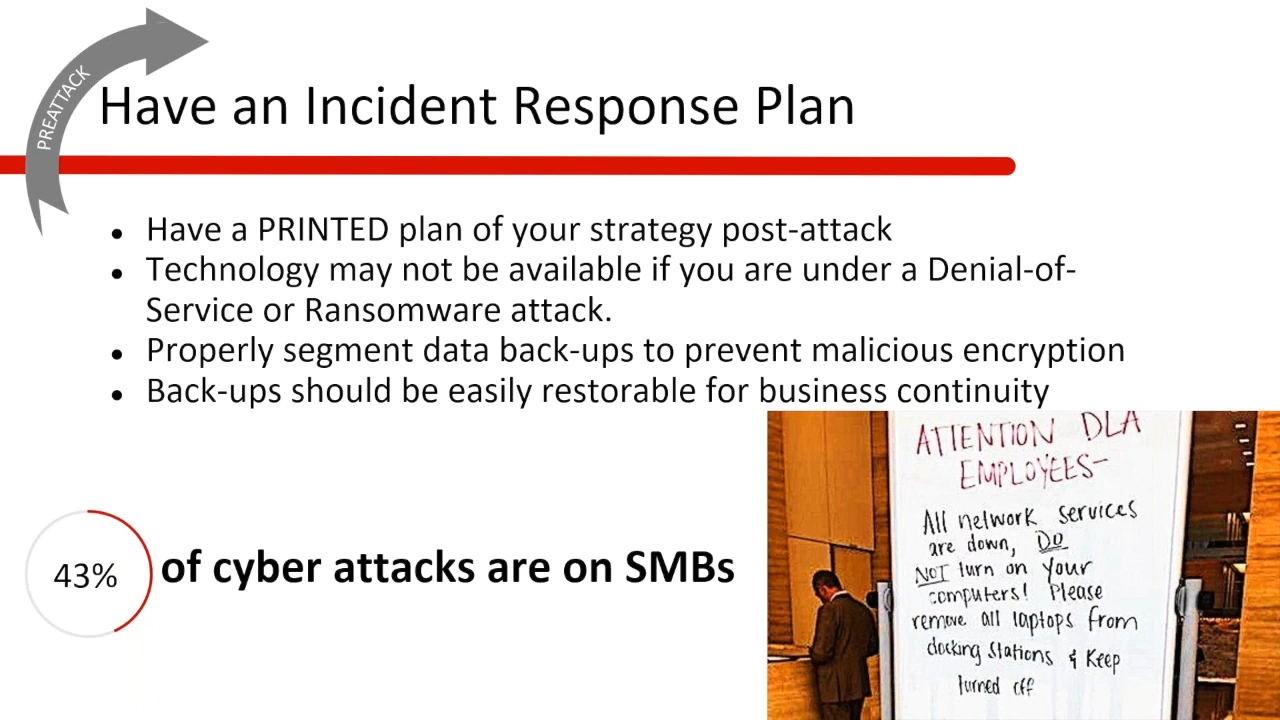 PREATTACK
Have an Incident Response Plan
● Have a PRINTED plan of your strategy post-attack
● Technology may not be available if you are under a Denial-of-
Service or Ransomware attack.
● Properly segment data back-ups to prevent malicious encryption
● Back-ups should be easily restorable for business continuity
43% of cyber attacks are on SMBs
ATTENTION DLA
EMPLOYEES-
All network services
are down, DO
NOT turn on your
computers! Please
remove all laptops from
docking stations & keep
turned off